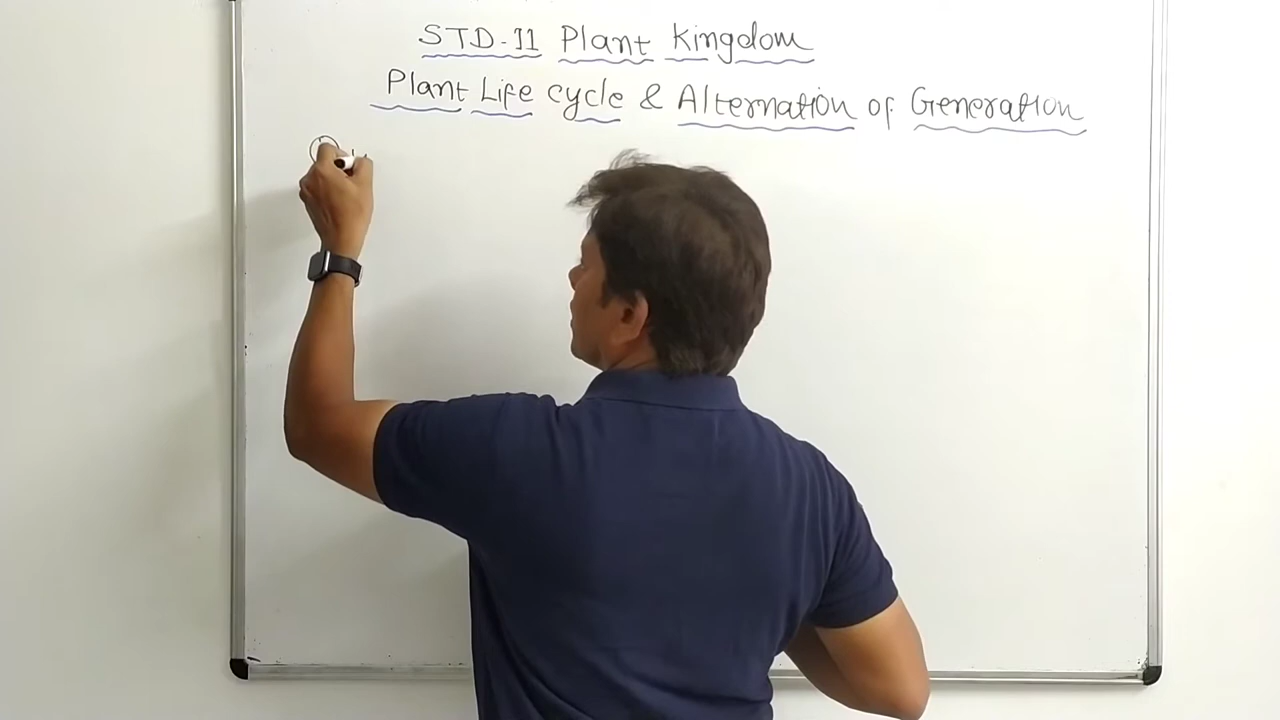 STD-11 Plant Kingdom
Plant Life cycle & Alternation of Generation